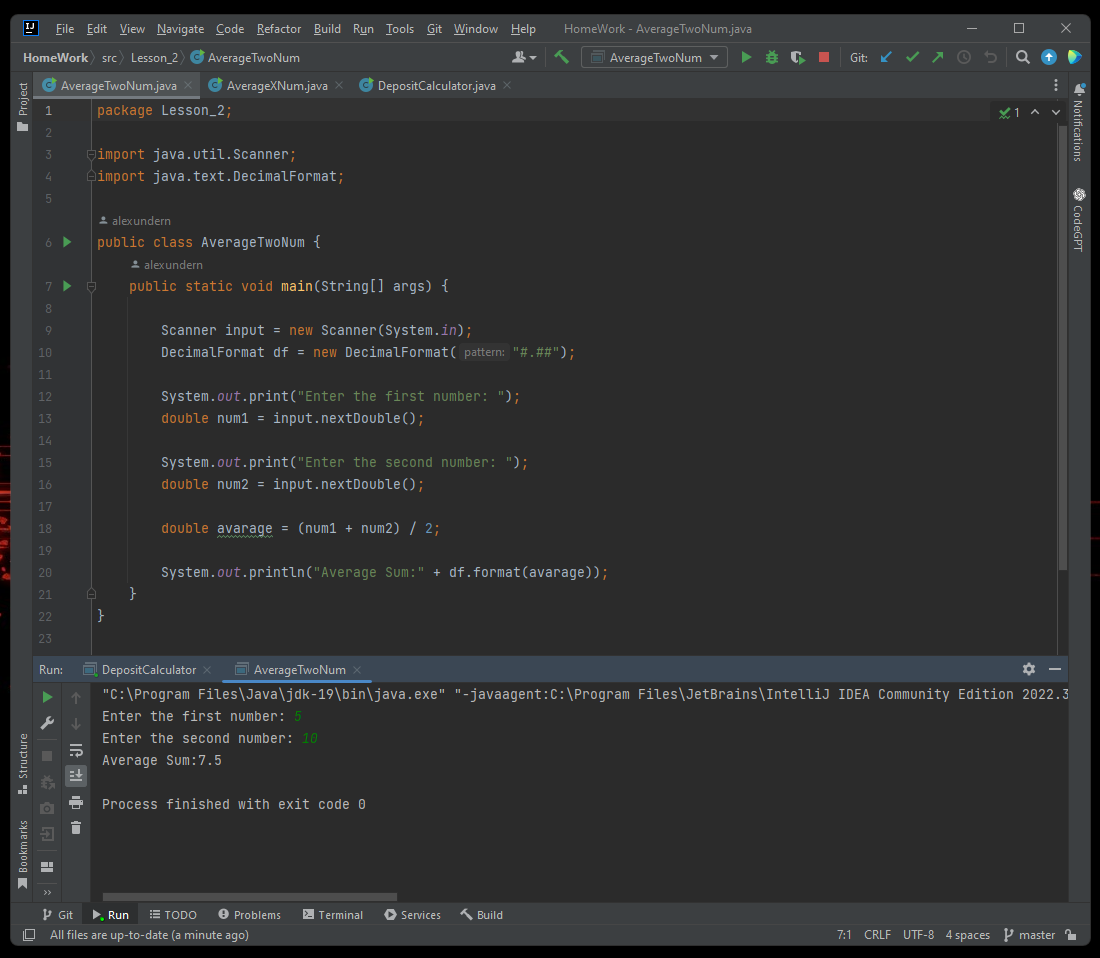 File Edit View Navigate Code Refactor Build Run Tools Git Window Help HomeWork - AverageTwoNum.java
HomeWork src Lesson_2 AverageTwoNum AverageTwoNum Git:
Project
AverageTwoNum.java AverageXNum.java DepositCalculator.java
Notifications
CodeGPT
1 package Lesson_2; 1
2
3 import java.util.Scanner;
4 import java.text.DecimalFormat;
5
alexundern
6 public class AverageTwoNum {
alexundern
7 public static void main(String[] args) {
8
9 Scanner input = new Scanner(System.in);
10 DecimalFormat df = new DecimalFormat( pattern: "#.##");
11
12 System.out.print("Enter the first number: ");
13 double num1 = input.nextDouble();
14
15 System.out.print("Enter the second number: ");
16 double num2 = input.nextDouble();
17
18 double avarage = (num1 + num2) / 2;
19
20 System.out.println("Average Sum:" + df.format(avarage));
21 }
22 }
23
Run: DepositCalculator AverageTwoNum
"C:\Program Files\Java\jdk-19\bin\java.exe" "-javaagent:C:\Program Files\JetBrains\IntelliJ IDEA Community Edition 2022.3
Enter the first number: 5
Enter the second number: 10
Average Sum:7.5
Process finished with exit code 0
Structure
Bookmarks
Git Run TODO Problems Terminal Services Build
All files are up-to-date (a minute ago) 7:1 CRLF UTF-8 4 spaces master